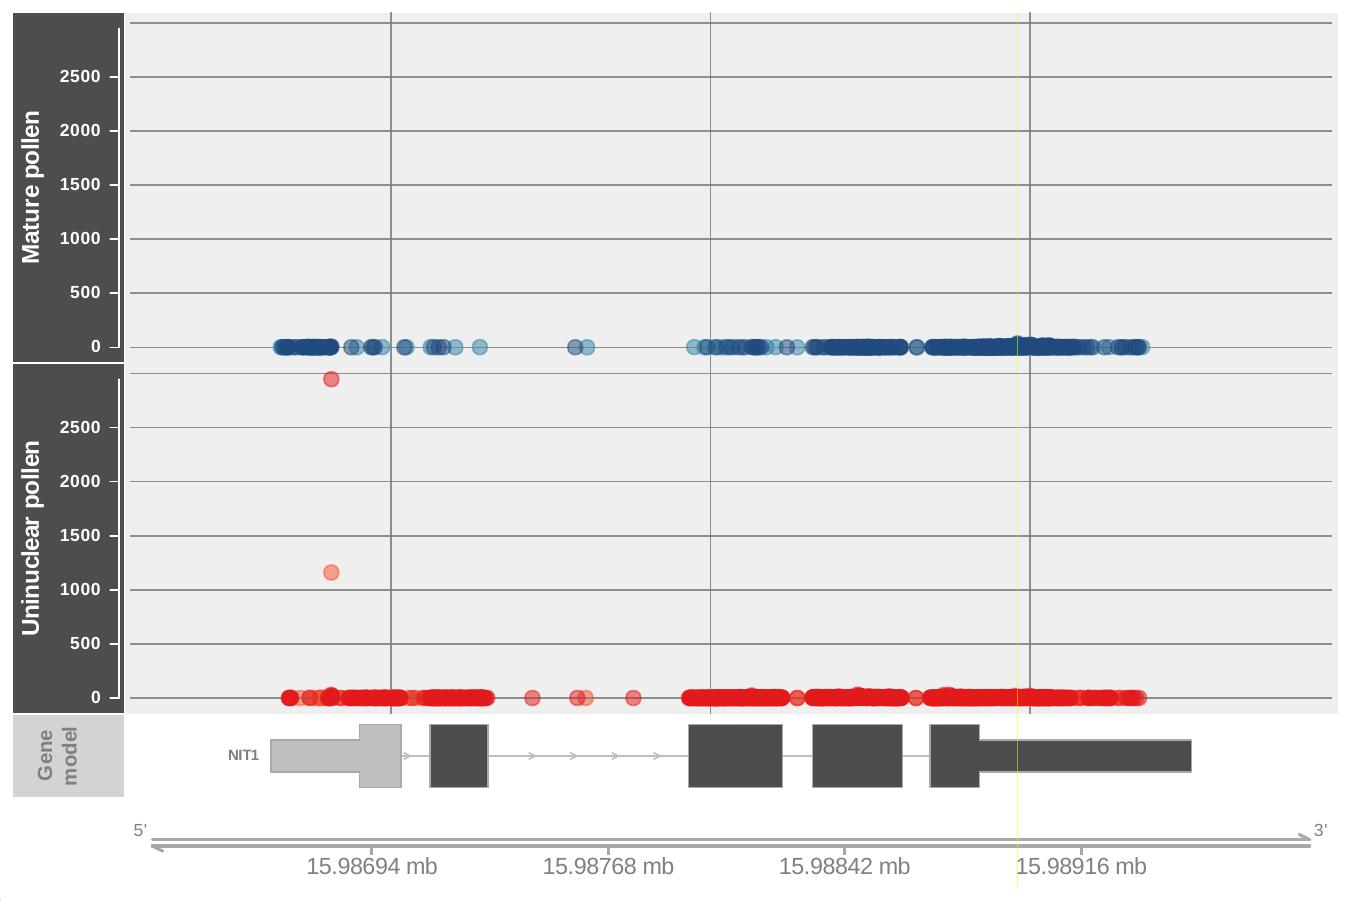 Mature pollen
2500
2000
1500
1000
500
0
Uninuclear pollen
2500
2000
1500
1000
500
0
Gene
model
NIT1
5'
3'
15.98694 mb
15.98768 mb
15.98842 mb
15.98916 mb